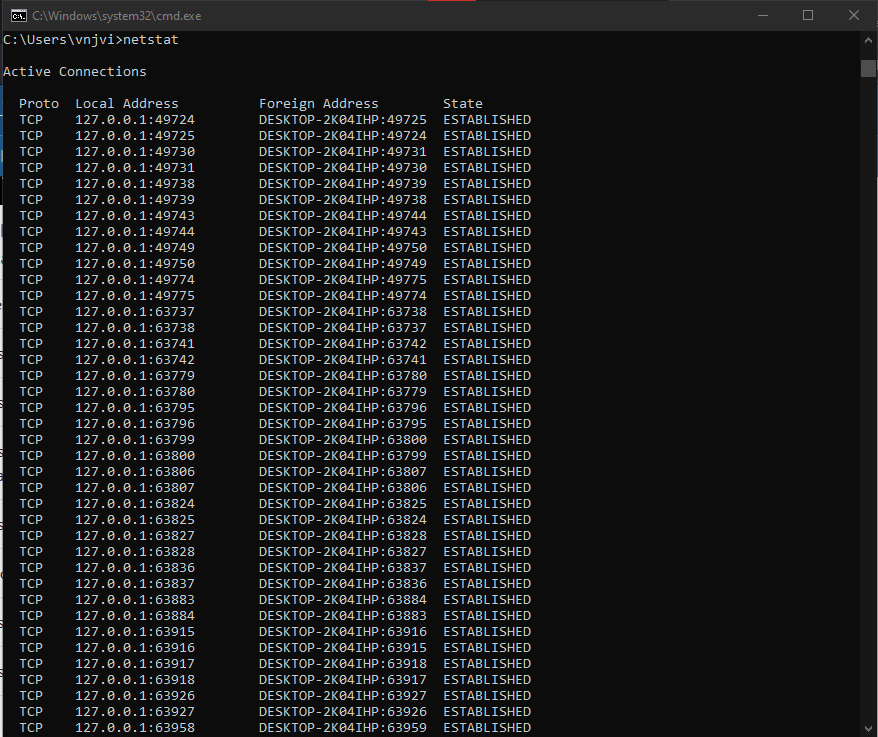 C:\Windows\system32\cmd.exe
C:\Users\vnjvi>netstat
Active Connections
Proto Local Address Foreign Address State
TCP 127.0.0.1:49724 DESKTOP-2K04IHP:49725 ESTABLISHED
TCP 127.0.0.1:49725 DESKTOP-2K04IHP:49724 ESTABLISHED
TCP 127.0.0.1:49730 DESKTOP-2K04IHP:49731 ESTABLISHED
TCP 127.0.0.1:49731 DESKTOP-2K04IHP:49730 ESTABLISHED
TCP 127.0.0.1:49738 DESKTOP-2K04IHP:49739 ESTABLISHED
TCP 127.0.0.1:49739 DESKTOP-2K04IHP:49738 ESTABLISHED
TCP 127.0.0.1:49743 DESKTOP-2K04IHP:49744 ESTABLISHED
TCP 127.0.0.1:49744 DESKTOP-2K04IHP:49743 ESTABLISHED
TCP 127.0.0.1:49749 DESKTOP-2K04IHP:49750 ESTABLISHED
TCP 127.0.0.1:49750 DESKTOP-2K04IHP:49749 ESTABLISHED
TCP 127.0.0.1:49774 DESKTOP-2K04IHP:49775 ESTABLISHED
TCP 127.0.0.1:49775 DESKTOP-2K04IHP:49774 ESTABLISHED
TCP 127.0.0.1:63737 DESKTOP-2K04IHP:63738 ESTABLISHED
TCP 127.0.0.1:63738 DESKTOP-2K04IHP:63737 ESTABLISHED
TCP 127.0.0.1:63741 DESKTOP-2K04IHP:63742 ESTABLISHED
TCP 127.0.0.1:63742 DESKTOP-2K04IHP:63741 ESTABLISHED
TCP 127.0.0.1:63779 DESKTOP-2K04IHP:63780 ESTABLISHED
TCP 127.0.0.1:63780 DESKTOP-2K04IHP:63779 ESTABLISHED
TCP 127.0.0.1:63795 DESKTOP-2K04IHP:63796 ESTABLISHED
TCP 127.0.0.1:63796 DESKTOP-2K04IHP:63795 ESTABLISHED
TCP 127.0.0.1:63799 DESKTOP-2K04IHP:63800 ESTABLISHED
TCP 127.0.0.1:63800 DESKTOP-2K04IHP:63799 ESTABLISHED
TCP 127.0.0.1:63806 DESKTOP-2K04IHP:63807 ESTABLISHED
TCP 127.0.0.1:63807 DESKTOP-2K04IHP:63806 ESTABLISHED
TCP 127.0.0.1:63824 DESKTOP-2K04IHP:63825 ESTABLISHED
TCP 127.0.0.1:63825 DESKTOP-2K04IHP:63824 ESTABLISHED
TCP 127.0.0.1:63827 DESKTOP-2K04IHP:63828 ESTABLISHED
TCP 127.0.0.1:63828 DESKTOP-2K04IHP:63827 ESTABLISHED
TCP 127.0.0.1:63836 DESKTOP-2K04IHP:63837 ESTABLISHED
TCP 127.0.0.1:63837 DESKTOP-2K04IHP:63836 ESTABLISHED
TCP 127.0.0.1:63883 DESKTOP-2K04IHP:63884 ESTABLISHED
TCP 127.0.0.1:63884 DESKTOP-2K04IHP:63883 ESTABLISHED
TCP 127.0.0.1:63915 DESKTOP-2K04IHP:63916 ESTABLISHED
TCP 127.0.0.1:63916 DESKTOP-2K04IHP:63915 ESTABLISHED
TCP 127.0.0.1:63917 DESKTOP-2K04IHP:63918 ESTABLISHED
TCP 127.0.0.1:63918 DESKTOP-2K04IHP:63917 ESTABLISHED
TCP 127.0.0.1:63926 DESKTOP-2K04IHP:63927 ESTABLISHED
TCP 127.0.0.1:63927 DESKTOP-2K04IHP:63926 ESTABLISHED
TCP 127.0.0.1:63958 DESKTOP-2K04IHP:63959 ESTABLISHED